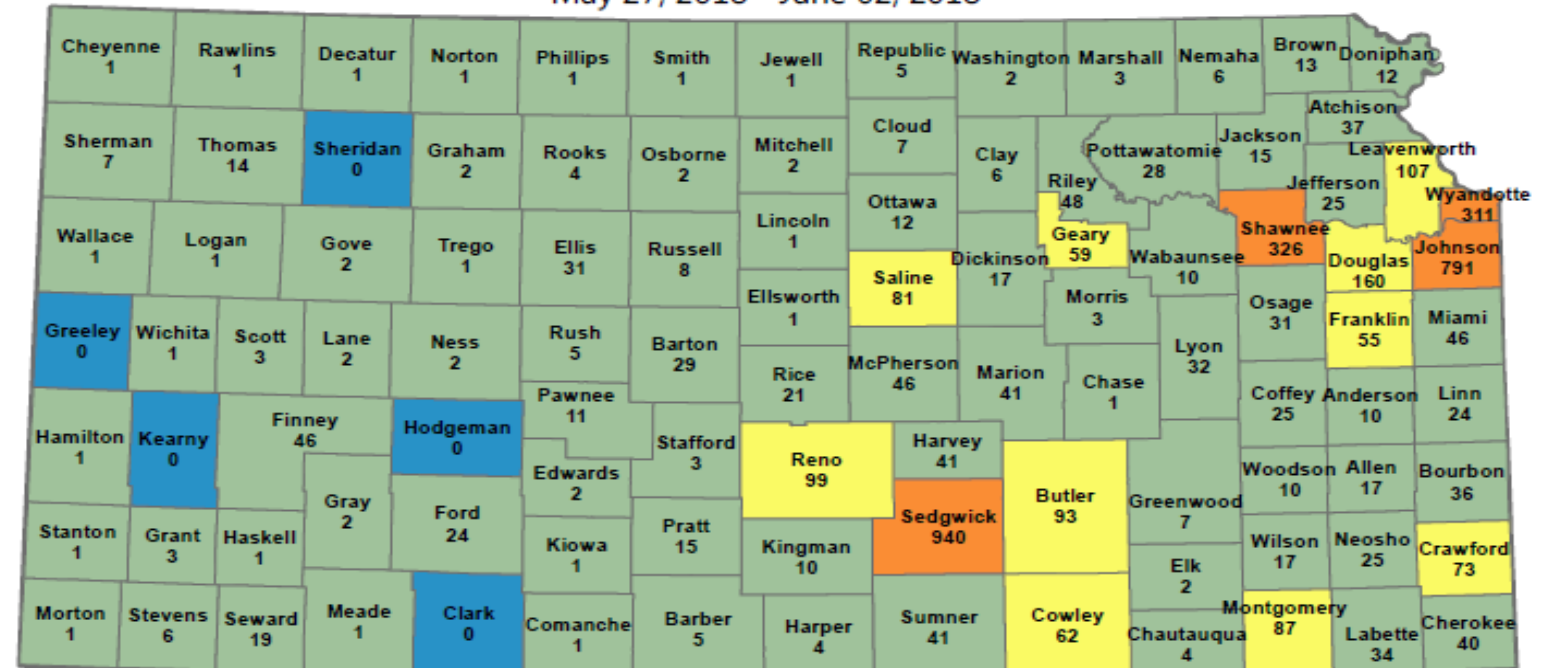 May 27, 2018 - June 02, 2018
Cheyenne
1
Rawlins
1
Decatur
1
Norton
1
Phillips
1
Smith
1
Jewell
1
Republic
5
Washington
2
Marshall
3
Nemaha
6
Brown
13
Doniphan
12
Atchison
37
Sherman
7
Thomas
14
Sheridan
0
Graham
2
Rooks
4
Osborne
2
Mitchell
2
Cloud
7
Clay
6
Riley
48
Pottawatomie
28
Jackson
15
Jefferson
25
Leavenworth
107
Wyandotte
311
Wallace
1
Logan
1
Gove
2
Trego
1
Ellis
31
Russell
8
Lincoln
1
Ottawa
12
Saline
81
Dickinson
17
Geary
59
Wabaunsee
10
Shawnee
326
Douglas
160
Johnson
791
Greeley
0
Wichita
1
Scott
3
Lane
2
Ness
2
Rush
5
Barton
29
Ellsworth
1
Rice
21
McPherson
46
Marion
41
Morris
3
Chase
1
Lyon
32
Osage
31
Franklin
55
Miami
46
Hamilton
1
Kearny
0
Finney
46
Hodgeman
0
Pawnee
11
Stafford
3
Edwards
2
Reno
99
Harvey
41
Butler
93
Greenwood
7
Coffey
25
Anderson
10
Linn
24
Woodson
10
Allen
17
Bourbon
36
Stanton
1
Grant
3
Haskell
1
Gray
2
Ford
24
Kiowa
1
Pratt
15
Kingman
10
Sedgwick
940
Elk
2
Wilson
17
Neosho
25
Crawford
73
Morton
1
Stevens
6
Seward
19
Meade
1
Clark
0
Comanche
1
Barber
5
Harper
4
Sumner
41
Cowley
62
Chautauqua
4
Montgomery
87
Labette
34
Cherokee
40